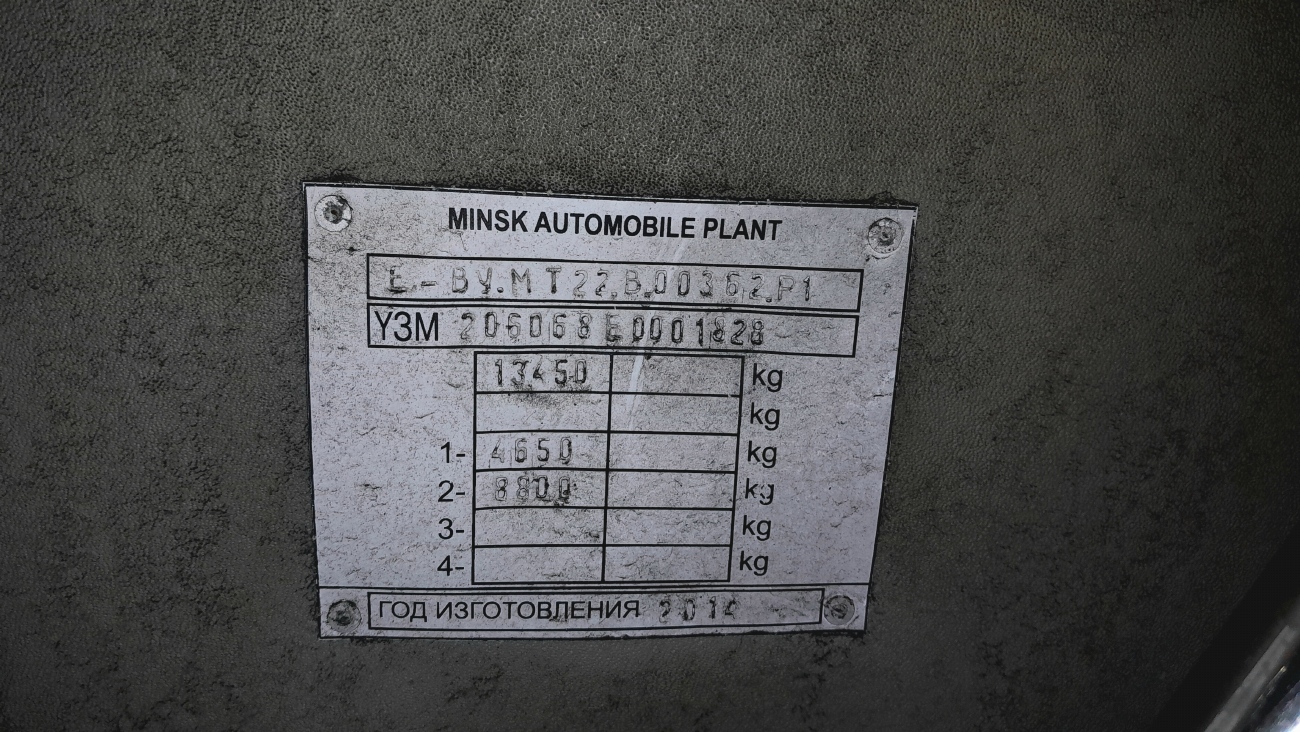 MINSK AUTOMOBILE PLANT
E-BY.MT22.B.00362.P1
УЗМ 206068E0001828
13450 kg
kg
1- 4650 kg
2- 8800 kg
3- kg
4- kg
ГОД ИЗГОТОВЛЕНИЯ 2014